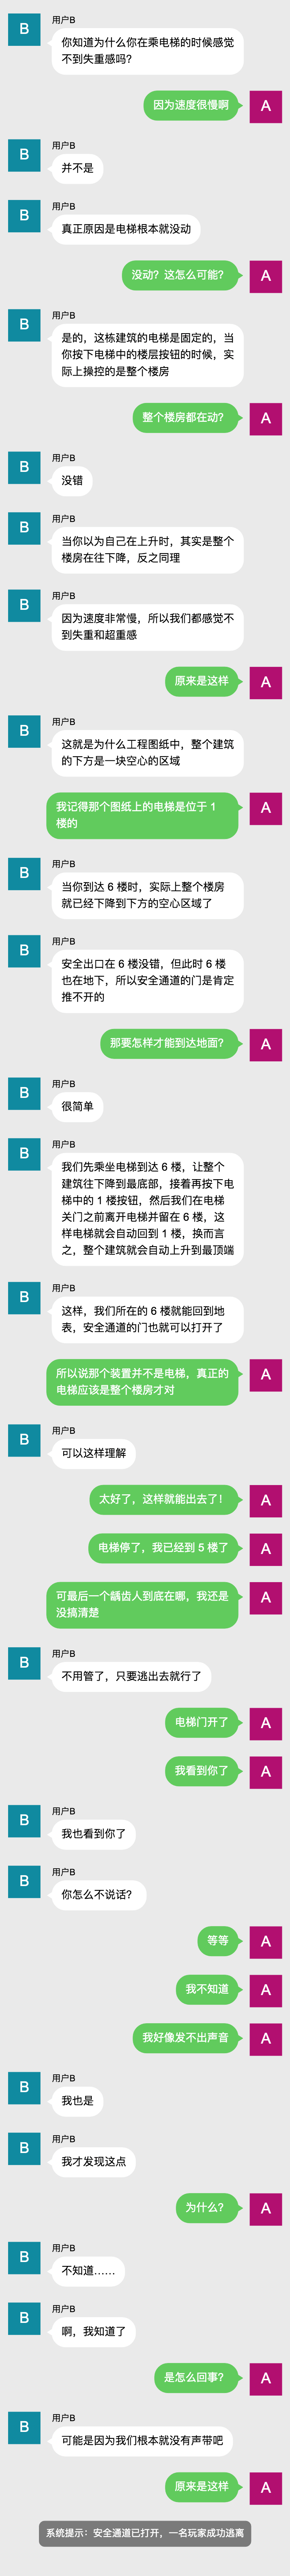 用户B
B
你知道为什么你在乘电梯的时候感觉
不到失重感吗？
因为速度很慢啊
A
用户B
B
并不是
用户B
B
真正原因是电梯根本就没动
没动？这怎么可能？
A
用户B
B
是的，这栋建筑的电梯是固定的，当
你按下电梯中的楼层按钮的时候，实
际上操控的是整个楼房
整个楼房都在动？
A
用户B
B
没错
用户B
B
当你以为自己在上升时，其实是整个
楼房在往下降，反之同理
用户B
B
因为速度非常慢，所以我们都感觉不
到失重和超重感
原来是这样
A
用户B
B
这就是为什么工程图纸中，整个建筑
的下方是一块空心的区域
我记得那个图纸上的电梯是位于 1
楼的
A
用户B
B
当你到达 6 楼时，实际上整个楼房
就已经下降到下方的空心区域了
用户B
B
安全出口在 6 楼没错，但此时 6 楼
也在地下，所以安全通道的门是肯定
推不开的
那要怎样才能到达地面？
A
用户B
B
很简单
用户B
B
我们先乘坐电梯到达 6 楼，让整个
建筑往下降到最底部，接着再按下电
梯中的 1 楼按钮，然后我们在电梯
关门之前离开电梯并留在 6 楼，这
样电梯就会自动回到 1 楼，换而言
之，整个建筑就会自动上升到最顶端
用户B
B
这样，我们所在的 6 楼就能回到地
表，安全通道的门也就可以打开了
所以说那个装置并不是电梯，真正的
电梯应该是整个楼房才对
A
用户B
B
可以这样理解
太好了，这样就能出去了！
A
电梯停了，我已经到 5 楼了
A
可最后一个龋齿人到底在哪，我还是
没搞清楚
A
用户B
B
不用管了，只要逃出去就行了
电梯门开了
A
我看到你了
A
用户B
B
我也看到你了
用户B
B
你怎么不说话？
等等
A
我不知道
A
我好像发不出声音
A
用户B
B
我也是
用户B
B
我才发现这点
为什么？
A
用户B
B
不知道……
用户B
B
啊，我知道了
是怎么回事？
A
用户B
B
可能是因为我们根本就没有声带吧
原来是这样
A
系统提示：安全通道已打开，一名玩家成功逃离